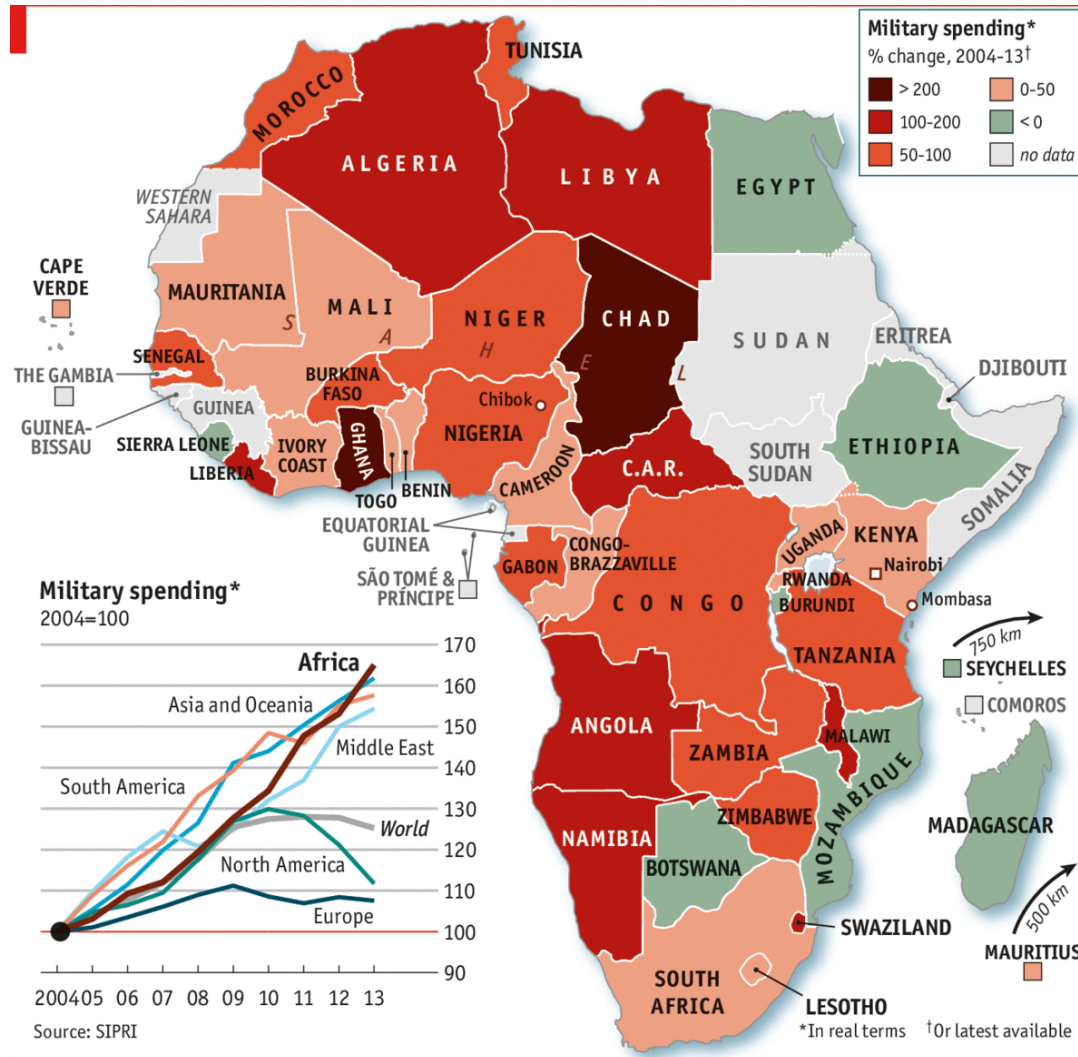 Military spending*
% change, 2004-13†
> 200
100-200
50-100
0-50
< 0
no data
TUNISIA
MOROCCO
ALGERIA
LIBYA
EGYPT
WESTERN
SAHARA
CAPE
VERDE
MAURITANIA
MALI
NIGER
CHAD
SUDAN
ERITREA
DJIBOUTI
S A H E L
SENEGAL
THE GAMBIA
GUINEA-
BISSAU
GUINEA
SIERRA LEONE
LIBERIA
IVORY
COAST
BURKINA
FASO
GHANA
TOGO
BENIN
Chibok
NIGERIA
CAMEROON
C.A.R.
SOUTH
SUDAN
ETHIOPIA
SOMALIA
EQUATORIAL
GUINEA
SÃO TOMÉ &
PRÍNCIPE
GABON
CONGO-
BRAZZAVILLE
CONGO
UGANDA
KENYA
Nairobi
RWANDA
BURUNDI
Mombasa
TANZANIA
750 km
SEYCHELLES
COMOROS
ANGOLA
ZAMBIA
MALAWI
MOZAMBIQUE
ZIMBABWE
NAMIBIA
BOTSWANA
MADAGASCAR
500 km
MAURITIUS
SWAZILAND
SOUTH
AFRICA
LESOTHO
Military spending*
2004=100
170
160
150
140
130
120
110
100
90
Africa
Asia and Oceania
Middle East
South America
World
North America
Europe
2004 05 06 07 08 09 10 11 12 13
Source: SIPRI
*In real terms †Or latest available